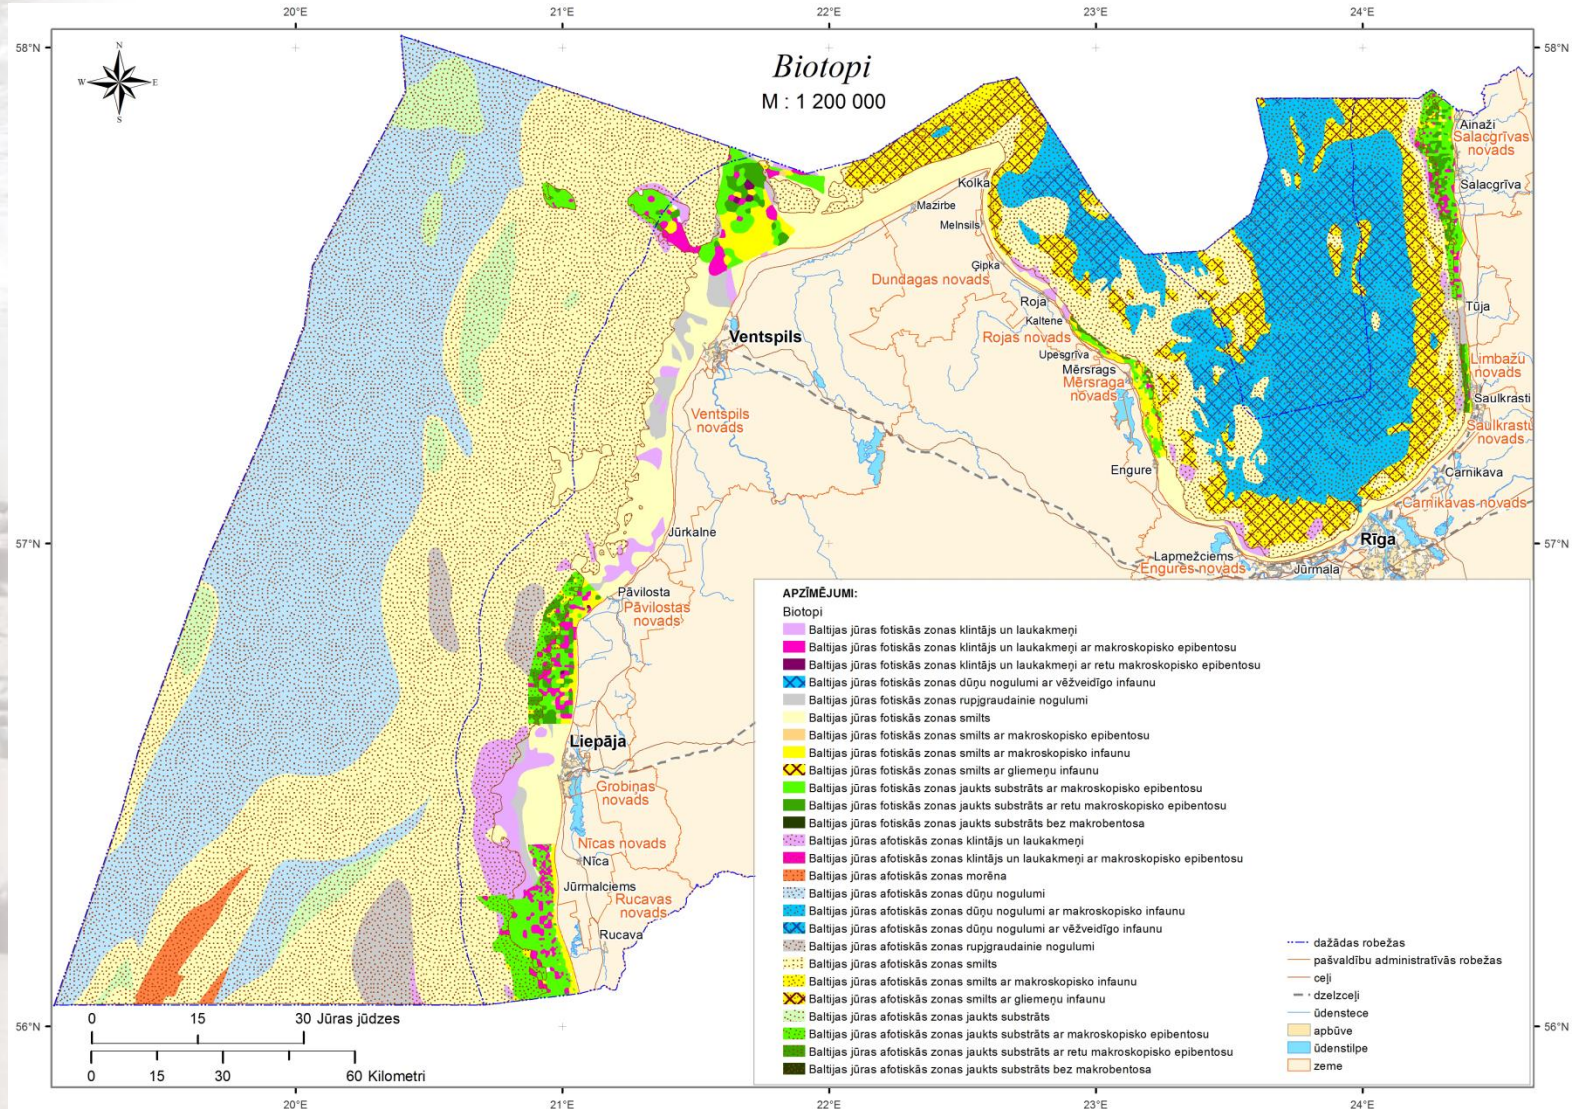 20°E
21°E
22°E
23°E
24°E
58°N
58°N
N
W
E
S
Biotopi
M : 1 200 000
Ainaži
Salacgrīvas
novads
Salacgrīva
Kolka
Mazirbe
Melnsils
Ģipka
Dundagas novads
Roja
Kaltene
Rojas novads
Upesgrīva
Mērsrags
Mērsraga
novads
Tūja
Limbažu
novads
Saulkrasti
Saulkrastu
novads
Ventspils
Ventspils
novads
Engure
Carnikava
Carnikavas novads
57°N
57°N
Jūrkalne
Rīga
Lapmežciems
Engures novads
Jūrmala
Pāvilosta
Pāvilostas
novads
Liepāja
Grobiņas
novads
Nīcas novads
Nīca
Jūrmalciems
Rucavas
novads
Rucava
APZĪMĒJUMI:
Biotopi
Baltijas jūras fotiskās zonas klintājs un laukakmeņi
Baltijas jūras fotiskās zonas klintājs un laukakmeņi ar makroskopisko epibentosu
Baltijas jūras fotiskās zonas klintājs un laukakmeņi ar retu makroskopisko epibentosu
Baltijas jūras fotiskās zonas dūņu nogulumi ar vēžveidīgo infaunu
Baltijas jūras fotiskās zonas rupjgraudainie nogulumi
Baltijas jūras fotiskās zonas smilts
Baltijas jūras fotiskās zonas smilts ar makroskopisko epibentosu
Baltijas jūras fotiskās zonas smilts ar makroskopisko infaunu
Baltijas jūras fotiskās zonas smilts ar gliemeņu infaunu
Baltijas jūras fotiskās zonas jaukts substrāts ar makroskopisko epibentosu
Baltijas jūras fotiskās zonas jaukts substrāts ar retu makroskopisko epibentosu
Baltijas jūras fotiskās zonas jaukts substrāts bez makrobentosa
Baltijas jūras afotiskās zonas klintājs un laukakmeņi
Baltijas jūras afotiskās zonas klintājs un laukakmeņi ar makroskopisko epibentosu
Baltijas jūras afotiskās zonas morēna
Baltijas jūras afotiskās zonas dūņu nogulumi
Baltijas jūras afotiskās zonas dūņu nogulumi ar makroskopisko infaunu
Baltijas jūras afotiskās zonas dūņu nogulumi ar vēžveidīgo infaunu
Baltijas jūras afotiskās zonas rupjgraudainie nogulumi
Baltijas jūras afotiskās zonas smilts
Baltijas jūras afotiskās zonas smilts ar makroskopisko infaunu
Baltijas jūras afotiskās zonas smilts ar gliemeņu infaunu
Baltijas jūras afotiskās zonas jaukts substrāts
Baltijas jūras afotiskās zonas jaukts substrāts ar makroskopisko epibentosu
Baltijas jūras afotiskās zonas jaukts substrāts ar retu makroskopisko epibentosu
Baltijas jūras afotiskās zonas jaukts substrāts bez makrobentosa
dažādas robežas
pašvaldību administratīvās robežas
ceļi
dzelzceļi
ūdenstece
apbūve
ūdenstilpe
zeme
56°N
56°N
0 15 30 Jūras jūdzes
0 15 30 60 Kilometri
20°E
21°E
22°E
23°E
24°E